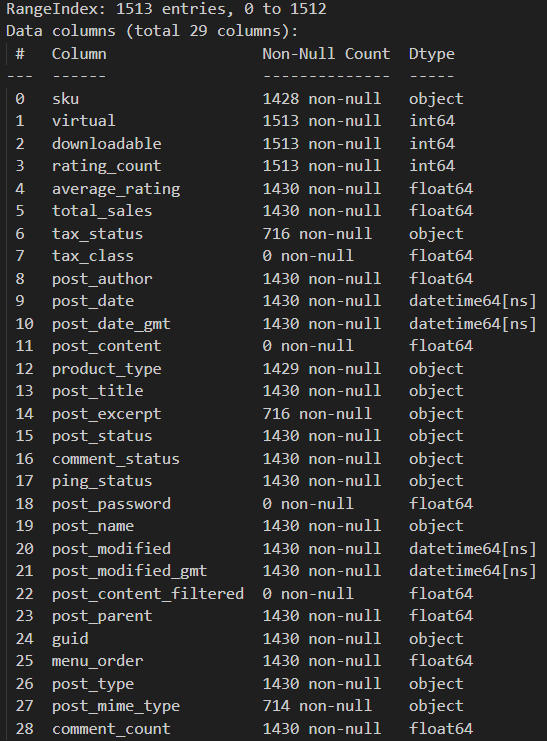 RangeIndex: 1513 entries, 0 to 1512
Data columns (total 29 columns):
 #   Column                 Non-Null Count  Dtype
---  ------                 --------------  -----
 0   sku                    1428 non-null   object
 1   virtual                1513 non-null   int64
 2   downloadable           1513 non-null   int64
 3   rating_count           1513 non-null   int64
 4   average_rating         1430 non-null   float64
 5   total_sales            1430 non-null   float64
 6   tax_status             716 non-null    object
 7   tax_class              0 non-null      float64
 8   post_author            1430 non-null   float64
 9   post_date              1430 non-null   datetime64[ns]
 10  post_date_gmt          1430 non-null   datetime64[ns]
 11  post_content           0 non-null      float64
 12  product_type           1429 non-null   object
 13  post_title             1430 non-null   object
 14  post_excerpt           716 non-null    object
 15  post_status            1430 non-null   object
 16  comment_status         1430 non-null   object
 17  ping_status            1430 non-null   object
 18  post_password          0 non-null      float64
 19  post_name              1430 non-null   object
 20  post_modified          1430 non-null   datetime64[ns]
 21  post_modified_gmt      1430 non-null   datetime64[ns]
 22  post_content_filtered  0 non-null      float64
 23  post_parent            1430 non-null   float64
 24  guid                   1430 non-null   object
 25  menu_order             1430 non-null   float64
 26  post_type              1430 non-null   object
 27  post_mime_type         714 non-null    object
 28  comment_count          1430 non-null   float64